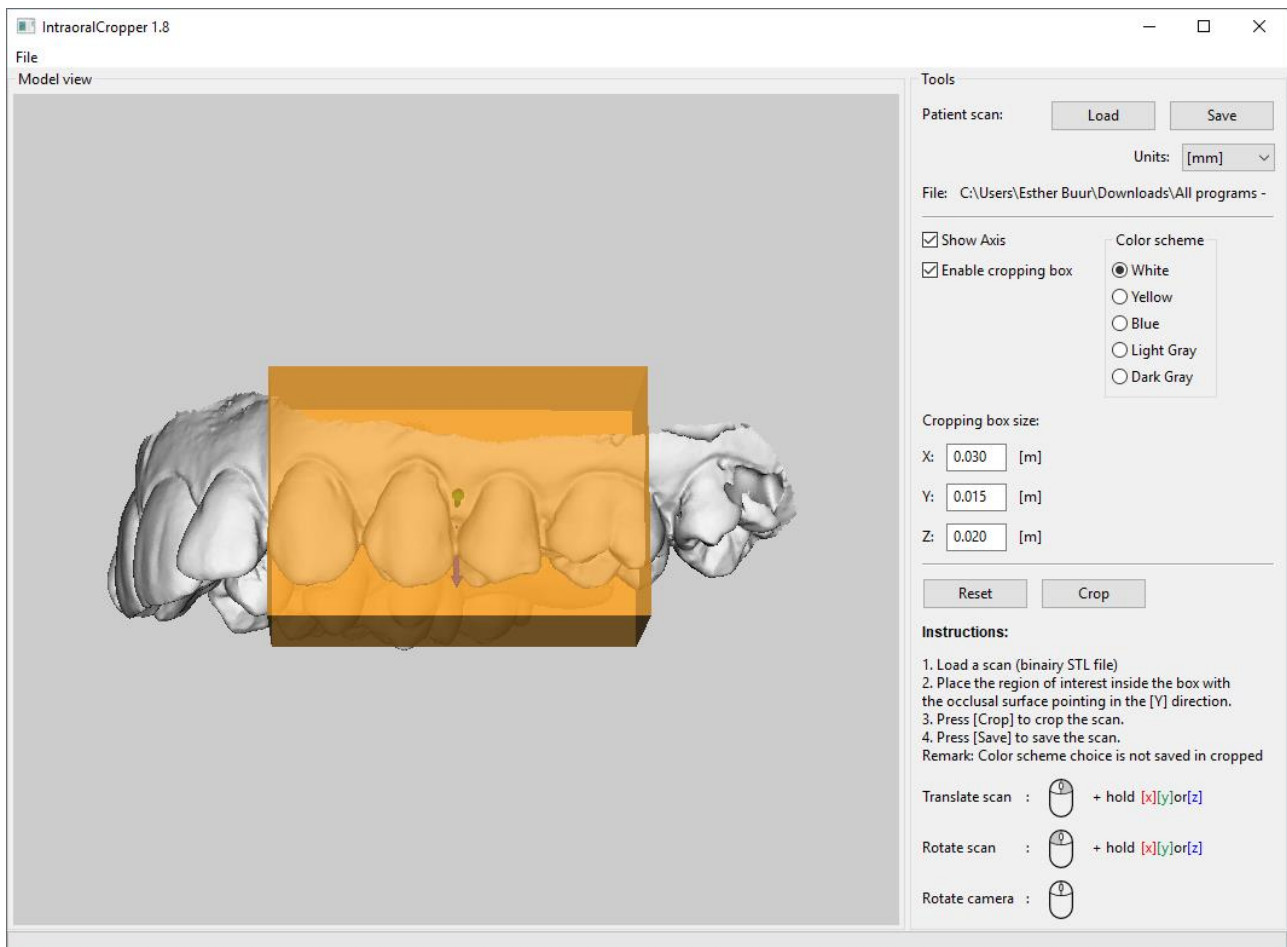 IntraoralCropper 1.8
File
Model view
Tools
Patient scan:
Load
Save
Units:
[mm]
File: C:\Users\Esther Buur\Downloads\All programs -
Show Axis
Enable cropping box
Color scheme
White
Yellow
Blue
Light Gray
Dark Gray
Cropping box size:
X: 0.030 [m]
Y: 0.015 [m]
Z: 0.020 [m]
Reset
Crop
Instructions:
1. Load a scan (binairy STL file)
2. Place the region of interest inside the box with
the occlusal surface pointing in the [Y] direction.
3. Press [Crop] to crop the scan.
4. Press [Save] to save the scan.
Remark: Color scheme choice is not saved in cropped
Translate scan : + hold [x][y]or[z]
Rotate scan : + hold [x][y]or[z]
Rotate camera :